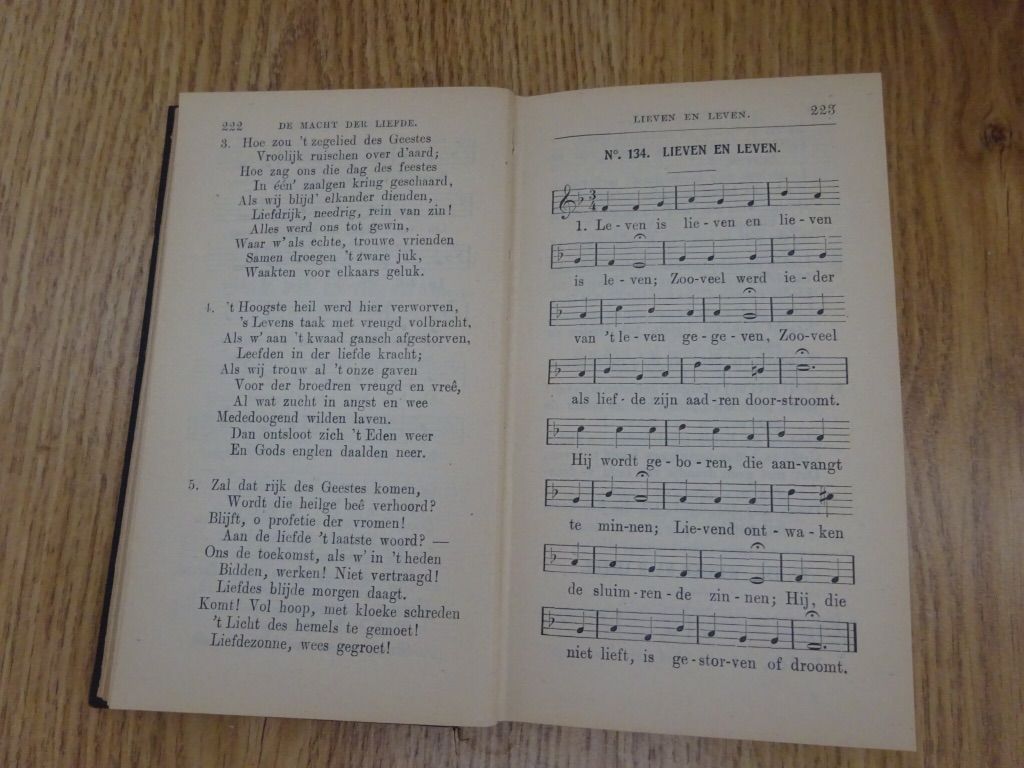 222 DE MACHT DER LIEFDE.
3. Hoe zou 't zegelied des Geestes
Vroolijk ruischen over d'aard;
Hoe zag ons die dag des feestes
In één' zaalgen kring geschaard,
Als wij blijd' elkander dienden,
Liefdrijk, needrig, rein van zin!
Alles werd ons tot gewin,
Waar w'als echte, trouwe vrienden
Samen droegen 't zware juk,
Waakten voor elkaars geluk.
4. 't Hoogste heil werd hier verworven,
's Levens taak met vreugd volbracht,
Als w'aan 't kwaad gansch afgestorven,
Leefden in der liefde kracht;
Als wij trouw al 't onze gaven
Voor der broedren vreugd en vreê,
Al wat zucht in angst en wee
Mededoogend wilden laven.
Dan ontsloot zich 't Eden weer
En Gods englen daalden neer.
5. Zal dat rijk des Geestes komen,
Wordt die heilge beê verhoord?
Blijft, o profetie der vromen!
Aan de liefde 't laatste woord? —
Ons de toekomst, als w'in 't heden
Bidden, werken! Niet vertraagd!
Liefdes blijde morgen daagt.
Komt! Vol hoop, met kloeke schreden
't Licht des hemels te gemoet!
Liefdezonne, wees gegroet!
LIEVEN EN LEVEN. 223
No. 134. LIEVEN EN LEVEN.
3
4
1. Le - ven is lie - ven en lie - ven
is le - ven; Zooveel werd ie - der
van 't le - ven ge - ge - ven, Zooveel
als lief - de zijn aad - ren door-stroomt.
Hij wordt ge - bo - ren, die aan-vangt
te min-nen; Lie-vend ont - wa - ken
de sluim - ren - de zin - nen; Hij, die
niet lieft, is ge - stor - ven of droomt.